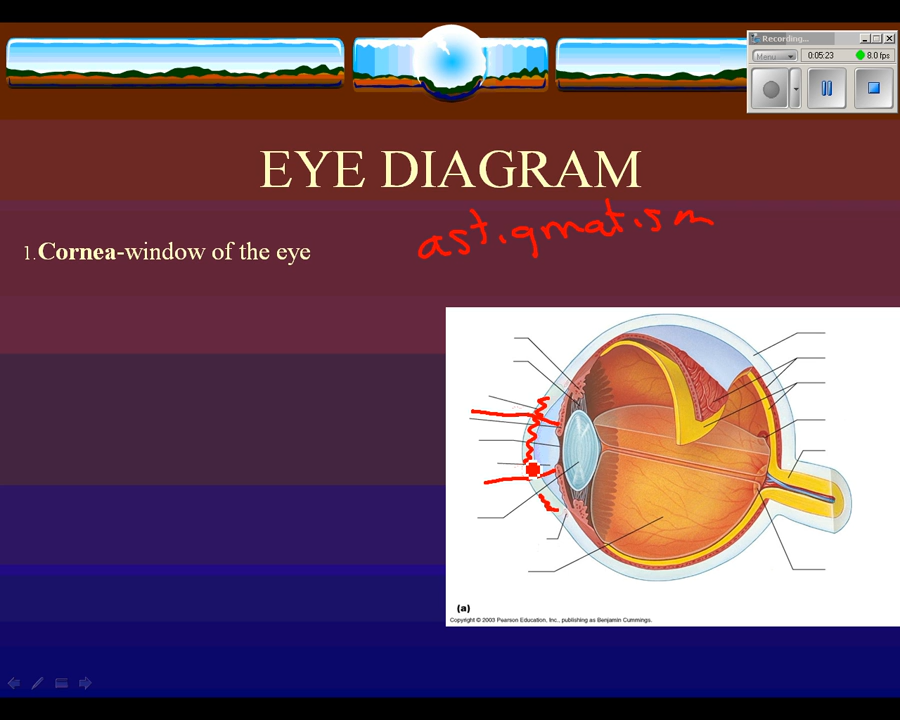 Recording...
Menu
0:05:23
8.0 fps
EYE DIAGRAM
astigmatism
1.Cornea-window of the eye
(a)
Copyright © 2003 Pearson Education, Inc., publishing as Benjamin Cummings.